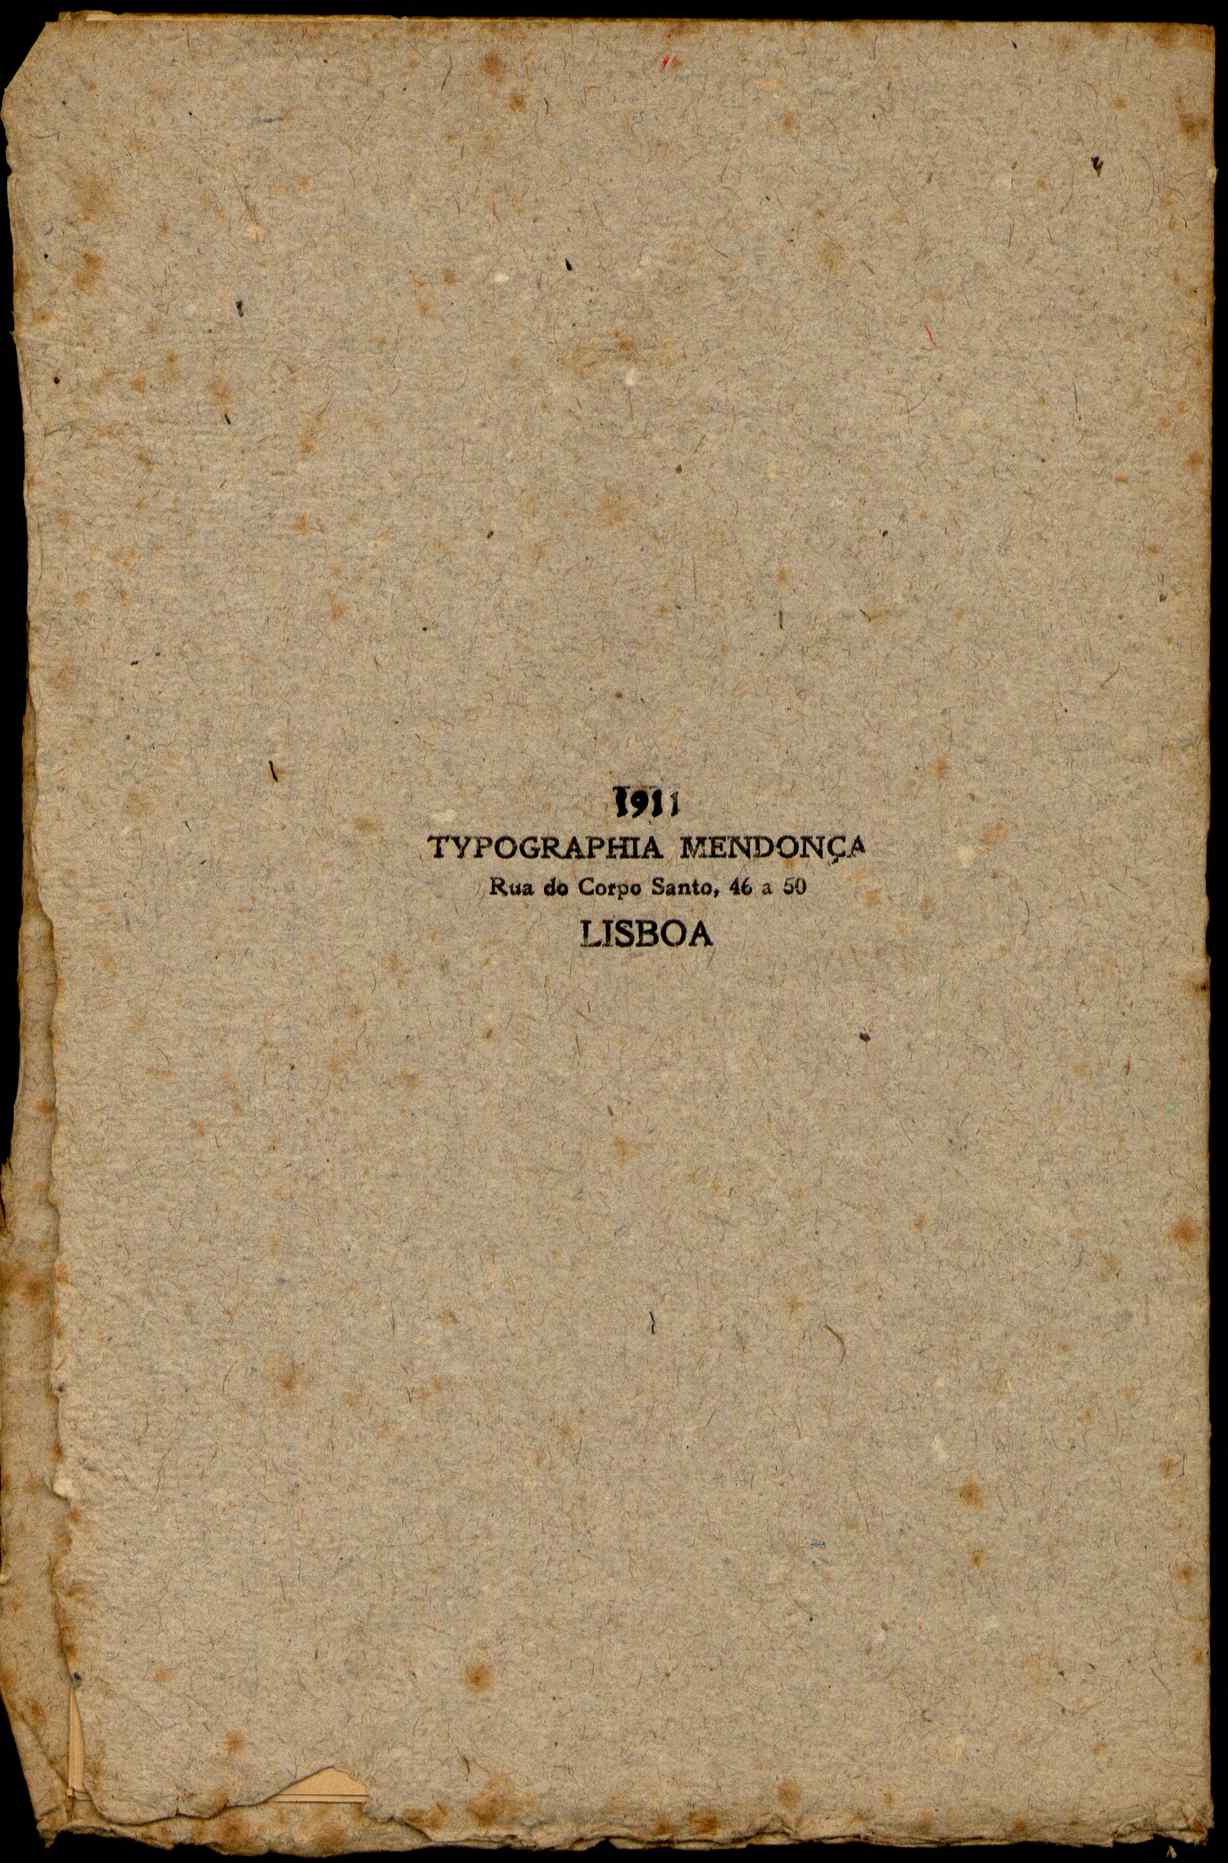 1911
TYPOGRAPHIA MENDONÇA
Rua do Corpo Santo, 46 a 50
LISBOA